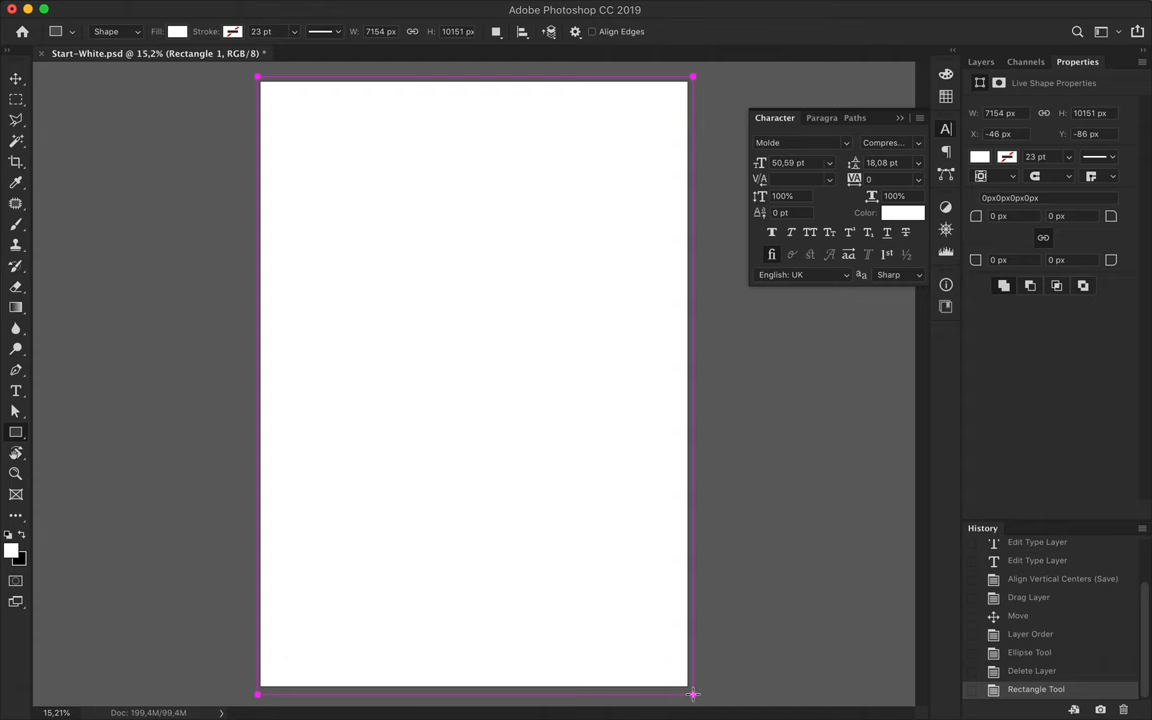 Adobe Photoshop CC 2019
Shape
Fill:
Stroke:
23 pt
W: 7154 px
H: 10151 px
Align Edges
Start-White.psd @ 15,2% (Rectangle 1, RGB/8) *
Layers
Channels
Properties
Live Shape Properties
W: 7154 px
H: 10151 px
X: -46 px
Y: -86 px
23 pt
0px0px0px0px
0 px
0 px
0 px
0 px
Character
Paragra
Paths
Molde
Compres...
50,59 pt
18,08 pt
0
100%
100%
0 pt
Color:
English: UK
Sharp
History
Edit Type Layer
Edit Type Layer
Align Vertical Centers (Save)
Drag Layer
Move
Layer Order
Ellipse Tool
Delete Layer
Rectangle Tool
15,21%
Doc: 199,4M/99,4M